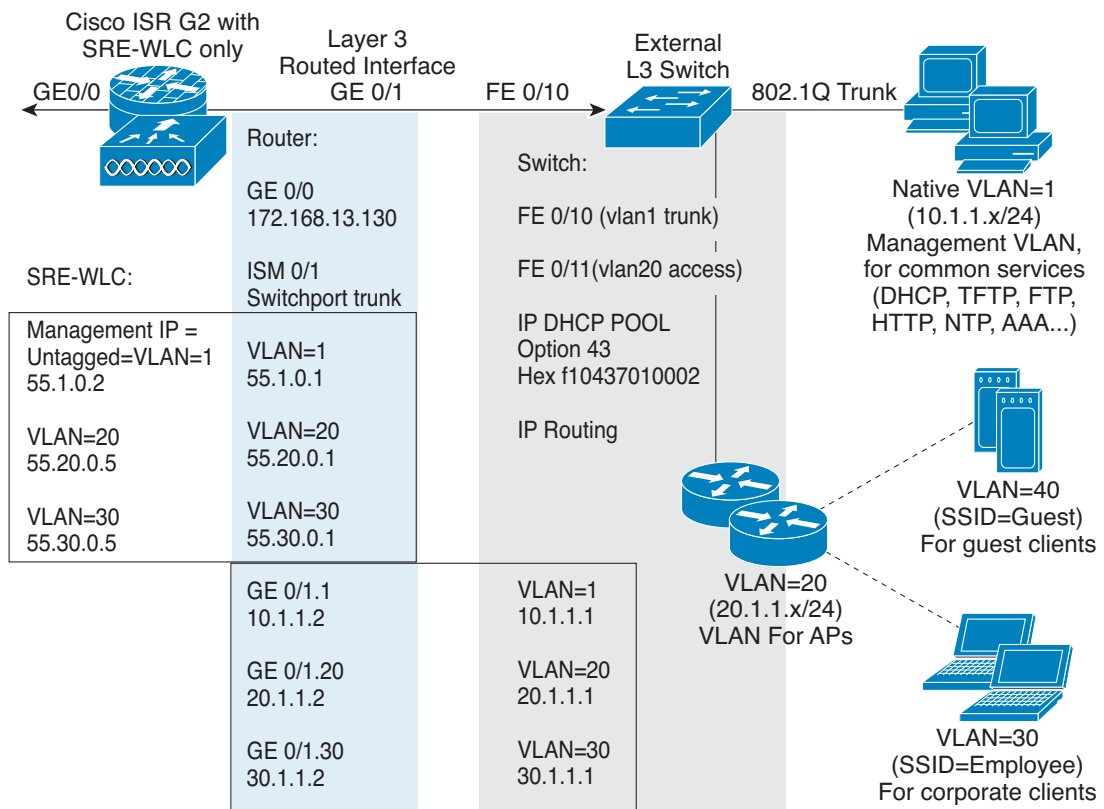 Cisco ISR G2 with
SRE-WLC only
Layer 3
Routed Interface
External
L3 Switch
GE0/0
GE 0/1
FE 0/10
802.1Q Trunk
Router:
GE 0/0
172.168.13.130
ISM 0/1
Switchport trunk
Switch:
FE 0/10 (vlan1 trunk)
FE 0/11(vlan20 access)
IP DHCP POOL
Option 43
Hex f10437010002
IP Routing
Native VLAN=1
(10.1.1.x/24)
Management VLAN,
for common services
(DHCP, TFTP, FTP,
HTTP, NTP, AAA...)
SRE-WLC:
Management IP =
Untagged=VLAN=1
55.1.0.2
VLAN=20
55.20.0.5
VLAN=30
55.30.0.5
VLAN=1
55.1.0.1
VLAN=20
55.20.0.1
VLAN=30
55.30.0.1
GE 0/1.1
10.1.1.2
GE 0/1.20
20.1.1.2
GE 0/1.30
30.1.1.2
VLAN=1
10.1.1.1
VLAN=20
20.1.1.1
VLAN=30
30.1.1.1
VLAN=20
(20.1.1.x/24)
VLAN For APs
VLAN=40
(SSID=Guest)
For guest clients
VLAN=30
(SSID=Employee)
For corporate clients